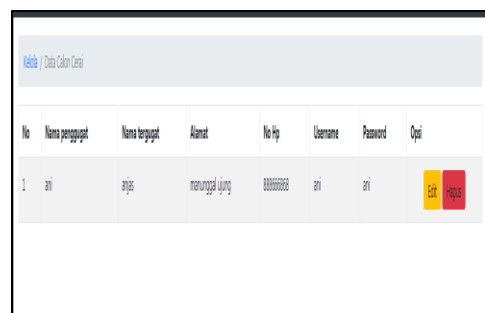 Kelola / Data Calon Cerai
No Nama penggugat Nama tergugat Alamat No Hp Username Password Opsi
1 ani anjas manunggal ujung 888666868 ani ani Edit Hapus